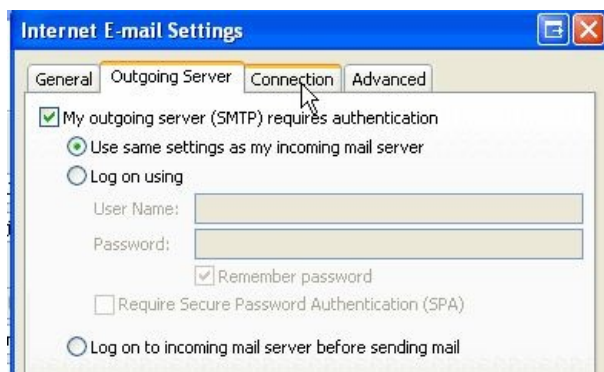 Internet E-mail Settings
General Outgoing Server Connection Advanced
My outgoing server (SMTP) requires authentication
Use same settings as my incoming mail server
Log on using
User Name:
Password:
Remember password
Require Secure Password Authentication (SPA)
Log on to incoming mail server before sending mail